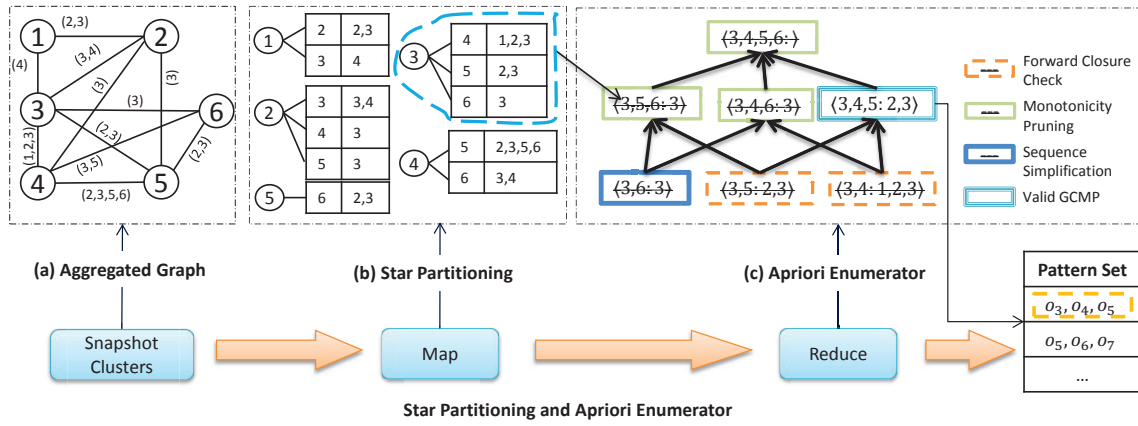 1
(2,3)
2
(4)
(3,4)
(3)
(3)
3
(3)
6
(1,2,3)
(2,3)
(3,5)
(2,3)
4
(2,3,5,6)
5
1
2 2,3
3 4
2
3 3,4
4 3
5 3
5
6 2,3
3
4 1,2,3
5 2,3
6 3
4
5 2,3,5,6
6 3,4
⟨3,4,5,6:⟩
⟨3,5,6:3⟩
⟨3,4,6:3⟩
⟨3,4,5: 2,3⟩
⟨3,6:3⟩
⟨3,5: 2,3⟩
⟨3,4: 1,2,3⟩
--- Forward Closure
Check
--- Monotonicity
Pruning
--- Sequence
Simplification
Valid GCMP
(a) Aggregated Graph
(b) Star Partitioning
(c) Apriori Enumerator
Snapshot
Clusters
Map
Reduce
Pattern Set
o3, o4, o5
o5, o6, o7
...
Star Partitioning and Apriori Enumerator